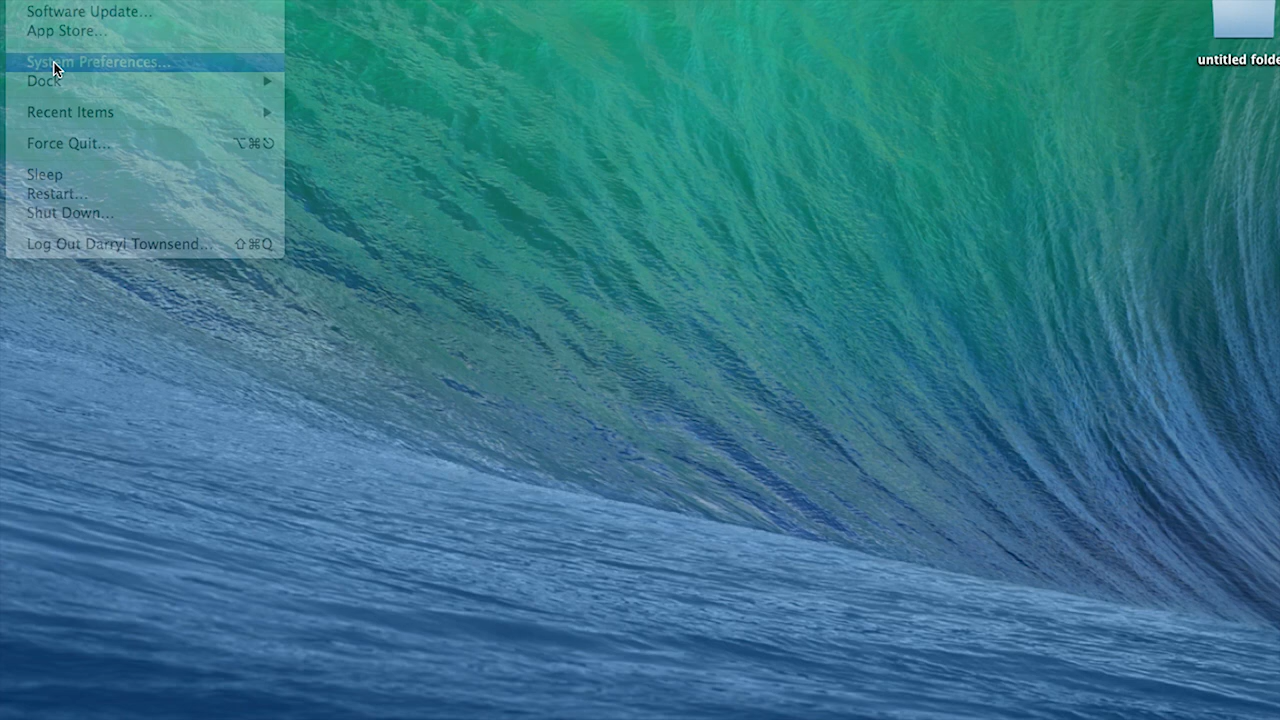 Software Update...
App Store...
System Preferences...
Dock
Recent Items
Force Quit... ⌥⌘⎋
Sleep
Restart...
Shut Down...
Log Out Darryl Townsend... ⇧⌘Q
untitled folde